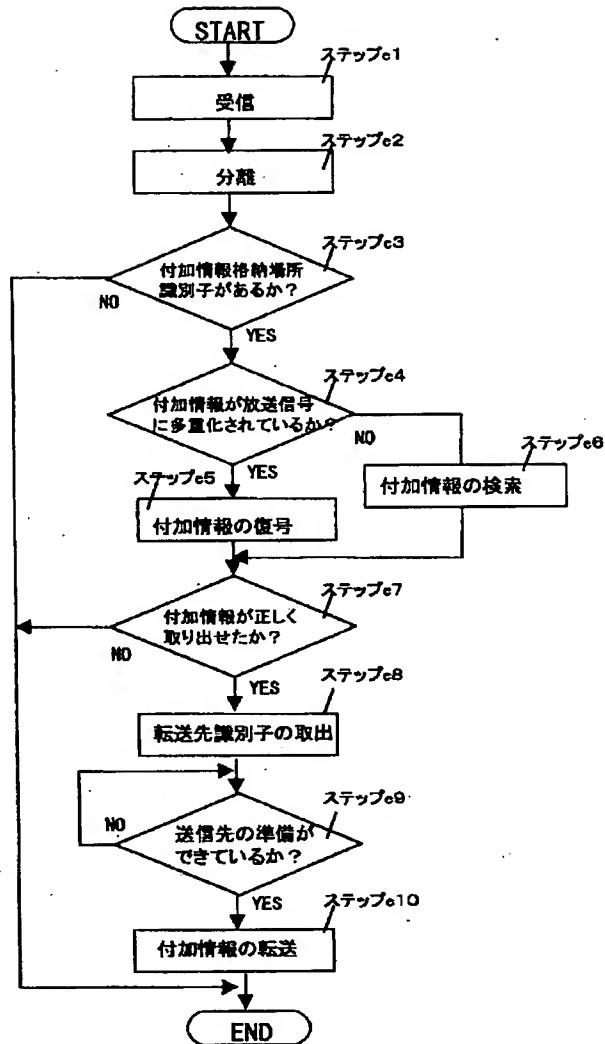 START
ステップc1
受信
ステップc2
分離
ステップc3
付加情報格納場所
識別子があるか?
NO
YES
ステップc4
付加情報が放送信号
に多重化されているか?
NO
YES
ステップc5
付加情報の復号
ステップc6
付加情報の検索
ステップc7
付加情報が正しく
取り出せたか?
NO
YES
ステップc8
転送先識別子の取出
ステップc9
送信先の準備が
できているか?
NO
YES
ステップc10
付加情報の転送
END